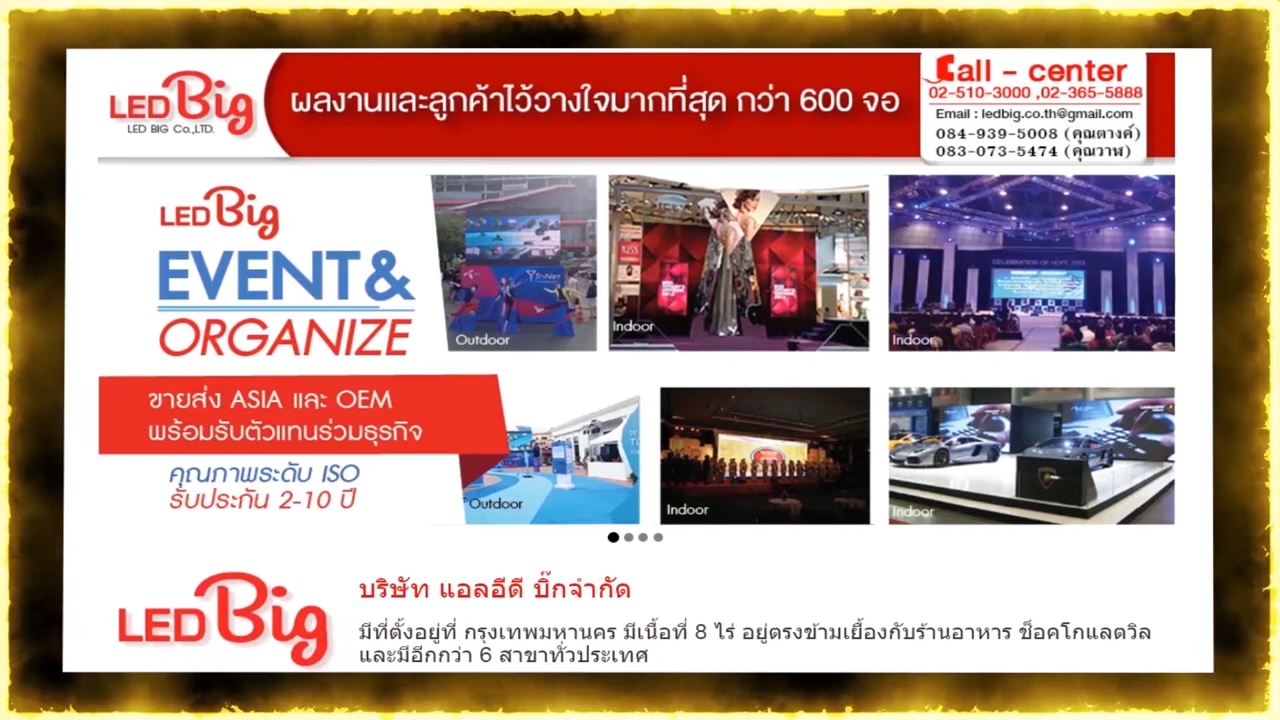 LED Big
LED BIG Co.,LTD.
ผลงานและลูกค้าไว้วางใจมากที่สุด กว่า 600 จอ
Call - center
02-510-3000 ,02-365-5888
Email : ledbig.co.th@gmail.com
084-939-5008 (คุณตางค์)
083-073-5474 (คุณวาฬ)
LED Big
EVENT&
ORGANIZE
TriNet
Outdoor
Indoor
CELEBRATION OF HOPE
Indoor
ขายส่ง ASIA และ OEM
พร้อมรับตัวแทนร่วมธุรกิจ
คุณภาพระดับ ISO
รับประกัน 2-10 ปี
Outdoor
Indoor
Indoor
LED Big
บริษัท แอลอีดี บิ๊กจำกัด
มีที่ตั้งอยู่ที่ กรุงเทพมหานคร มีเนื้อที่ 8 ไร่ อยู่ตรงข้ามเยื้องกับร้านอาหาร ช็อคโกแลตวิล
และมีอีกกว่า 6 สาขาทั่วประเทศ